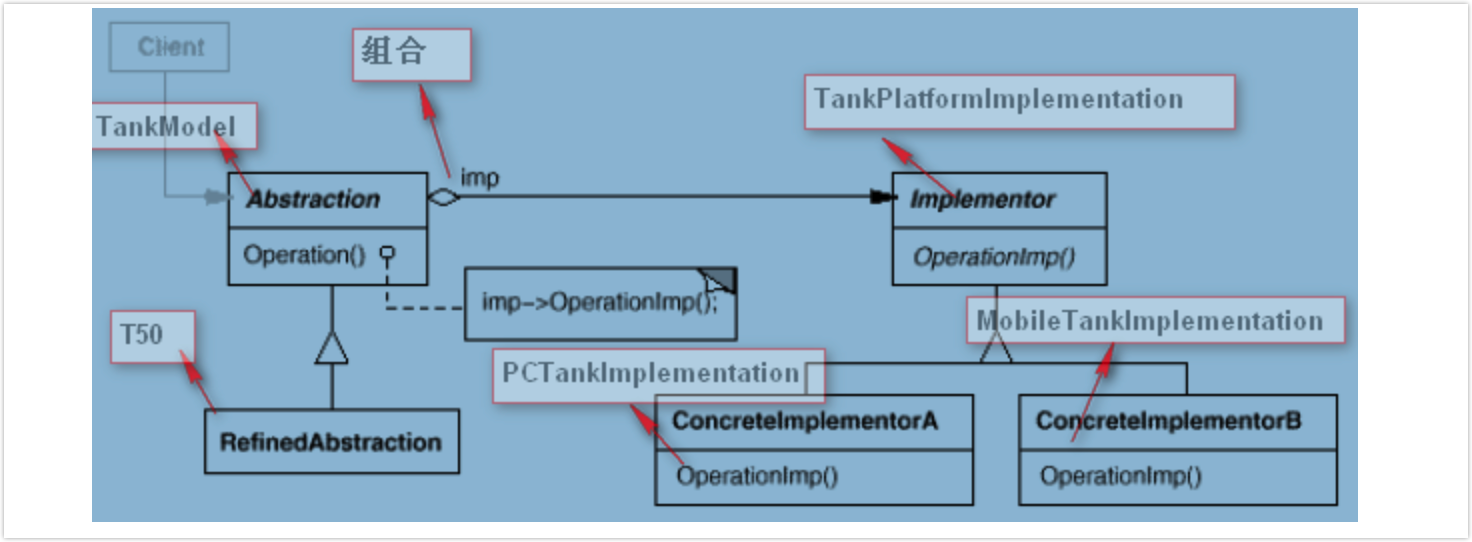 Client
组合
TankPlatformImplementation
TankModel
imp
Abstraction
Implementor
Operation()
OperationImp()
imp->OperationImp();
T50
MobileTankImplementation
PCTankImplementation
RefinedAbstraction
ConcreteImplementorA
ConcreteImplementorB
OperationImp()
OperationImp()